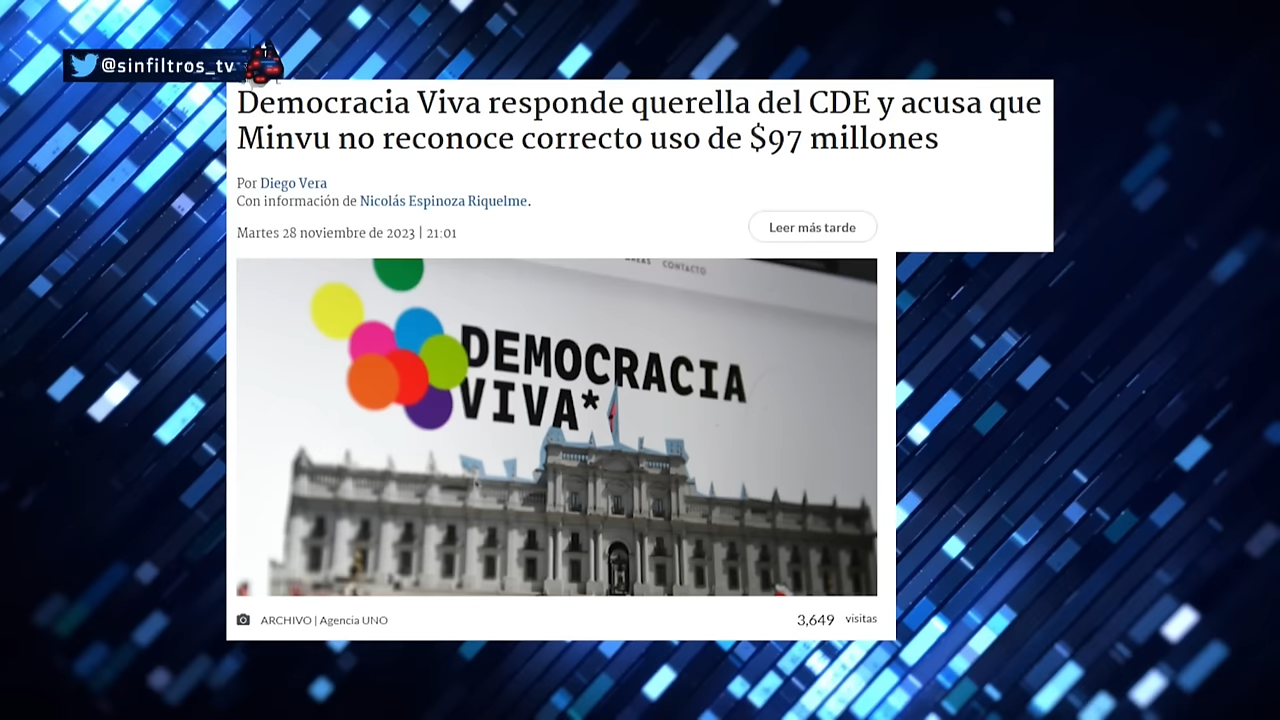 @sinfiltros_tv
Democracia Viva responde querella del CDE y acusa que
Minvu no reconoce correcto uso de $97 millones
Por Diego Vera
Con información de Nicolás Espinoza Riquelme.
Martes 28 noviembre de 2023 | 21:01
Leer más tarde
CONTACTO
DEMOCRACIA
VIVA*
ARCHIVO | Agencia UNO
3,649 visitas